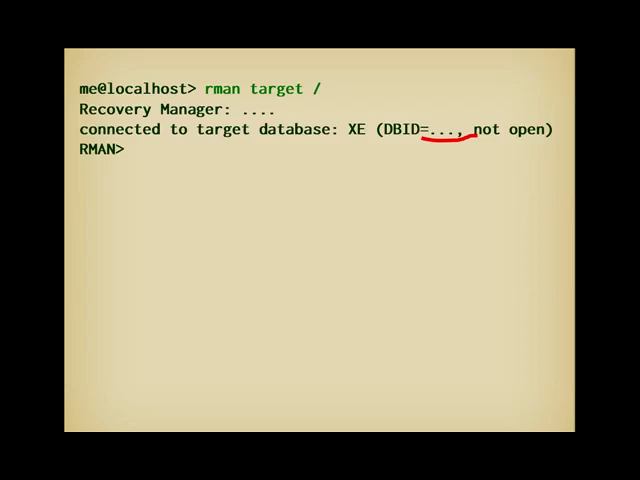 me@localhost> rman target /
Recovery Manager: ....
connected to target database: XE (DBID=..., not open)
RMAN>